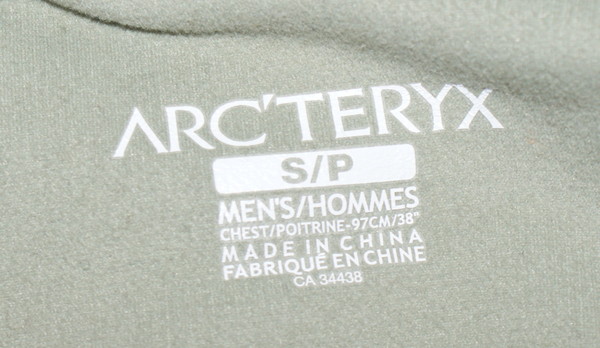 ARC'TERYX
S/P
MEN'S/HOMMES
CHEST/POITRINE-97CM/38"
MADE IN CHINA
FABRIQUÉ EN CHINE
CA 34438